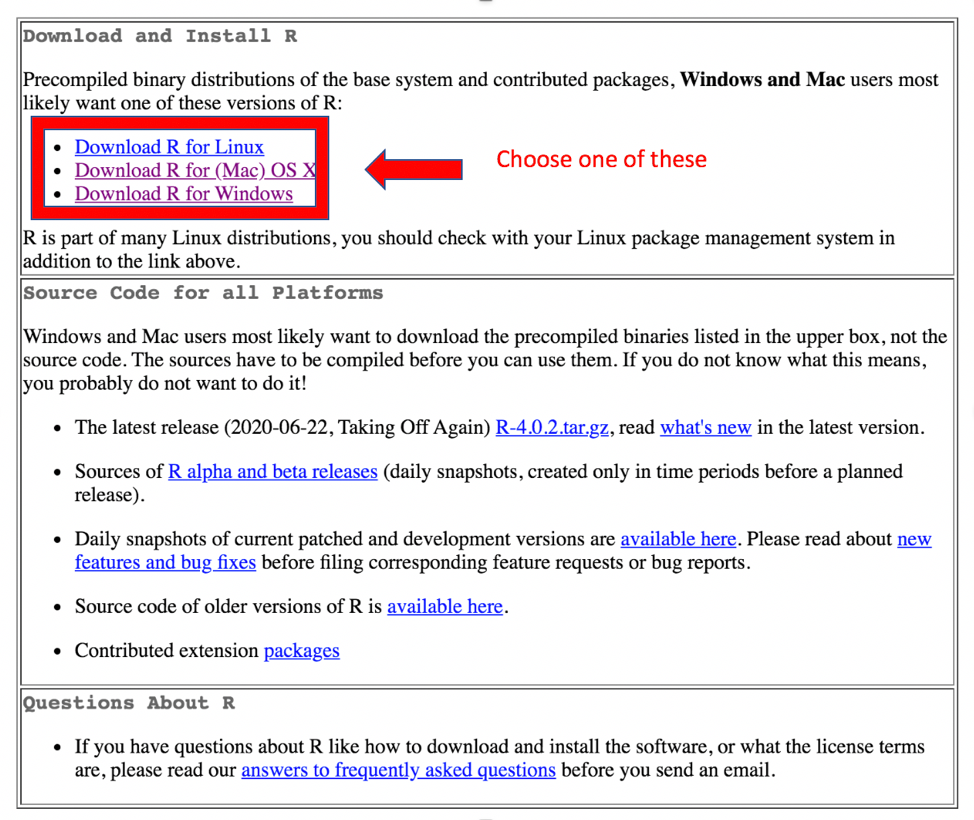 Download and Install R
Precompiled binary distributions of the base system and contributed packages, Windows and Mac users most
likely want one of these versions of R:
• Download R for Linux
• Download R for (Mac) OS X
• Download R for Windows
Choose one of these
R is part of many Linux distributions, you should check with your Linux package management system in
addition to the link above.
Source Code for all Platforms
Windows and Mac users most likely want to download the precompiled binaries listed in the upper box, not the
source code. The sources have to be compiled before you can use them. If you do not know what this means,
you probably do not want to do it!
• The latest release (2020-06-22, Taking Off Again) R-4.0.2.tar.gz, read what's new in the latest version.
• Sources of R alpha and beta releases (daily snapshots, created only in time periods before a planned
release).
• Daily snapshots of current patched and development versions are available here. Please read about new
features and bug fixes before filing corresponding feature requests or bug reports.
• Source code of older versions of R is available here.
• Contributed extension packages
Questions About R
• If you have questions about R like how to download and install the software, or what the license terms
are, please read our answers to frequently asked questions before you send an email.